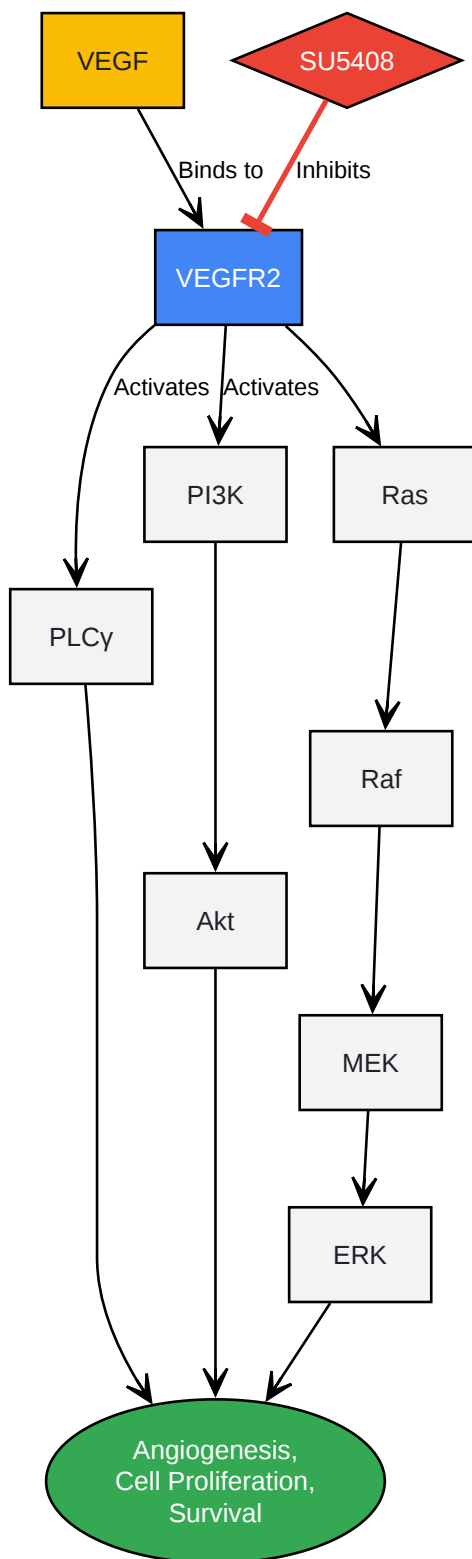 VEGF
SU5408
Binds to
Inhibits
VEGFR2
Activates
Activates
PI3K
Ras
PLCγ
Raf
Akt
MEK
ERK
Angiogenesis,
Cell Proliferation,
Survival